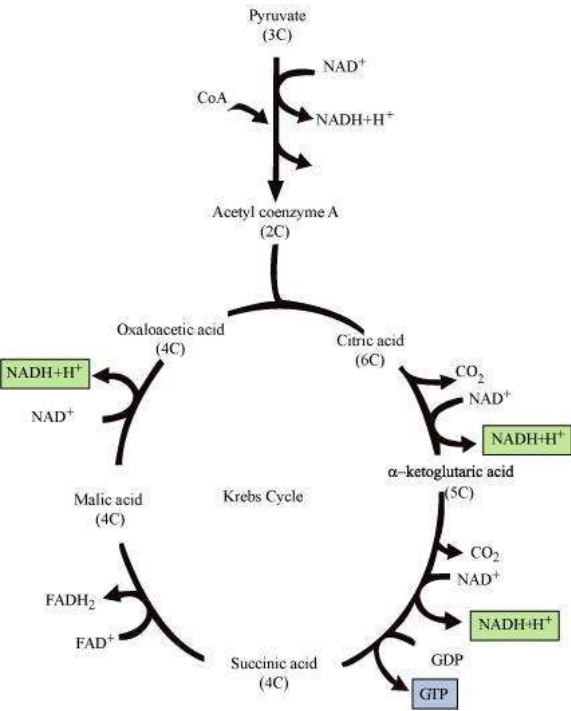 Pyruvate
(3C)
NAD⁺
CoA
NADH+H⁺
Acetyl coenzyme A
(2C)
Oxaloacetic acid
(4C)
Citric acid
(6C)
NADH+H⁺
CO₂
NAD⁺
NAD⁺
NADH+H⁺
α–ketoglutaric acid
(5C)
Malic acid
(4C)
Krebs Cycle
CO₂
NAD⁺
FADH₂
NADH+H⁺
FAD⁺
GDP
Succinic acid
(4C)
GTP